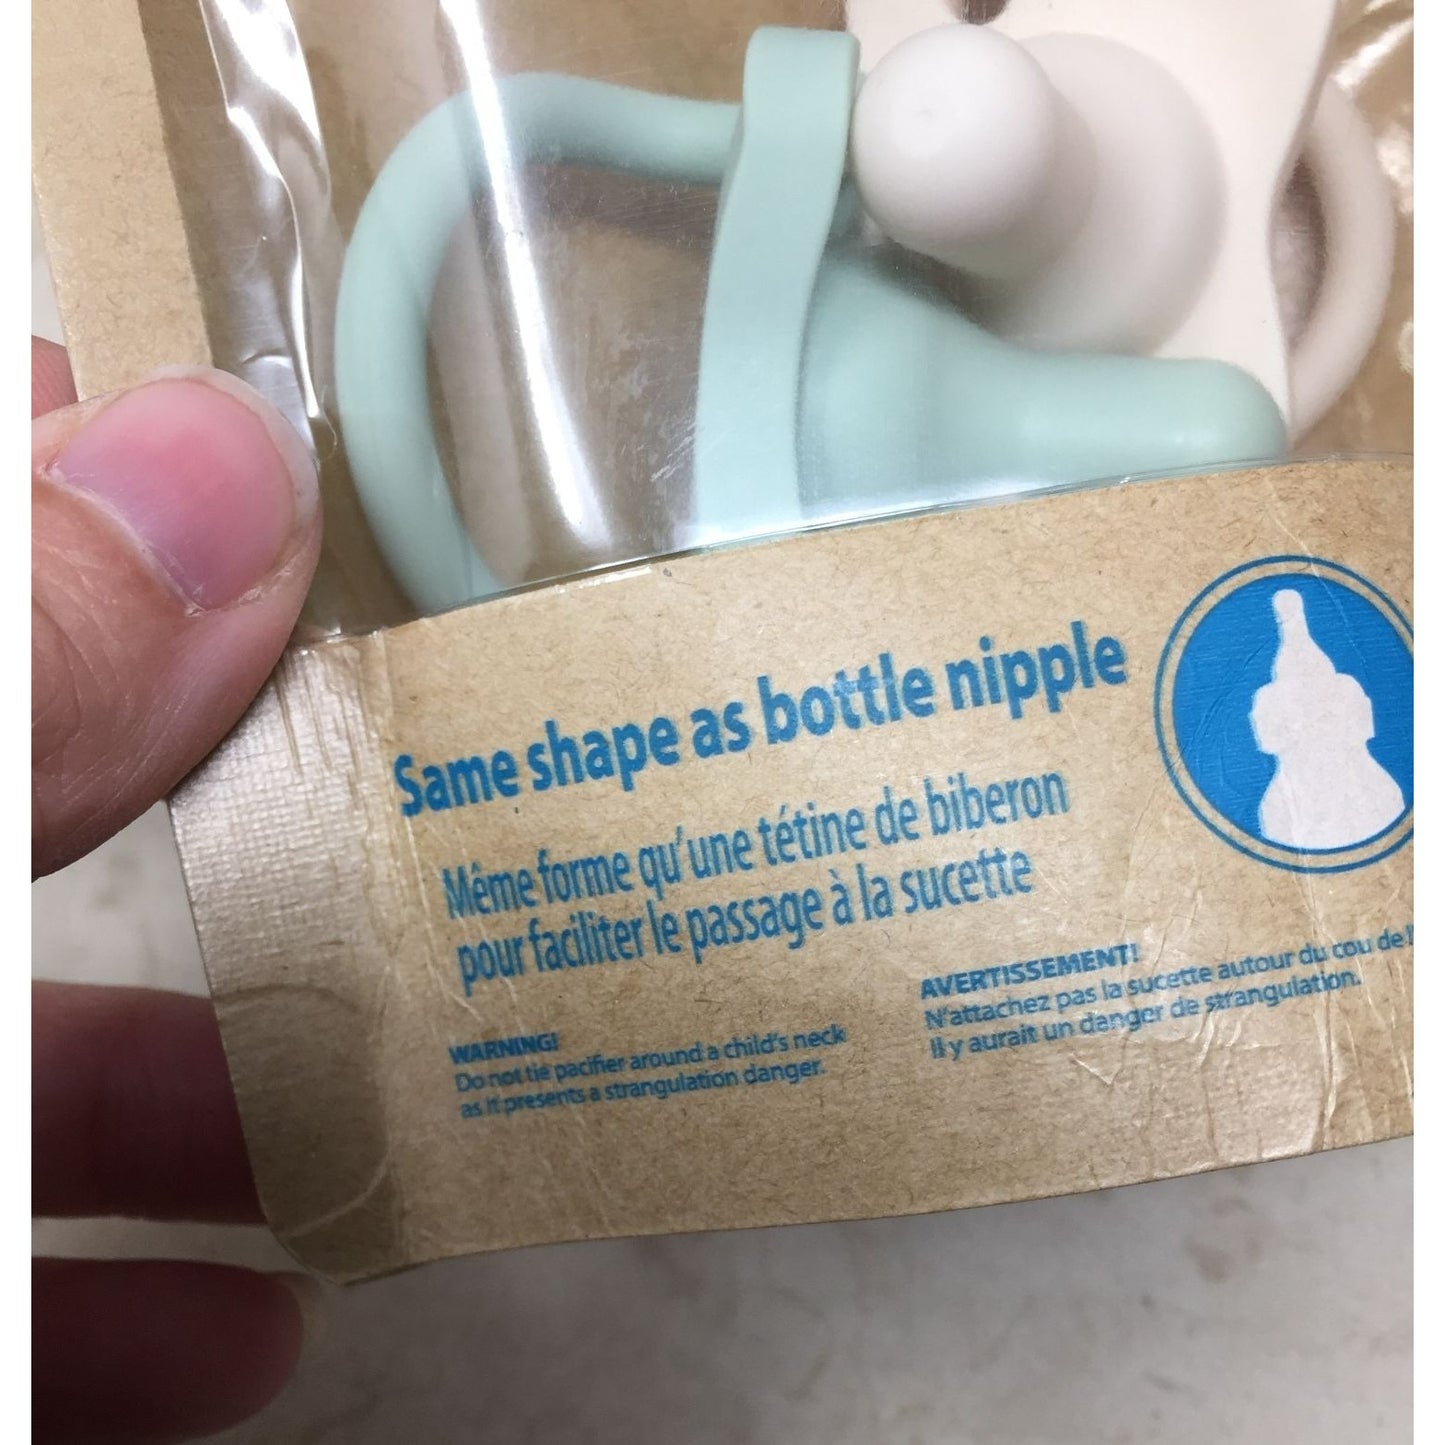 Same shape as bottle nipple
Même forme qu'une tétine de biberon
pour faciliter le passage à la sucette
WARNING!
Do not tie pacifier around a child's neck
as it presents a strangulation danger.
AVERTISSEMENT!
N'attachez pas la sucette autour du cou de l'
Il y aurait un danger de strangulation.